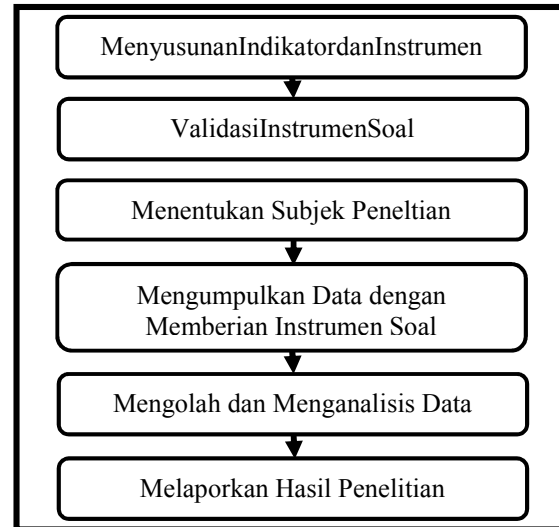 MenyusunanIndikatordanInstrumen
ValidasiInstrumenSoal
Menentukan Subjek Peneltian
Mengumpulkan Data dengan
Memberian Instrumen Soal
Mengolah dan Menganalisis Data
Melaporkan Hasil Penelitian